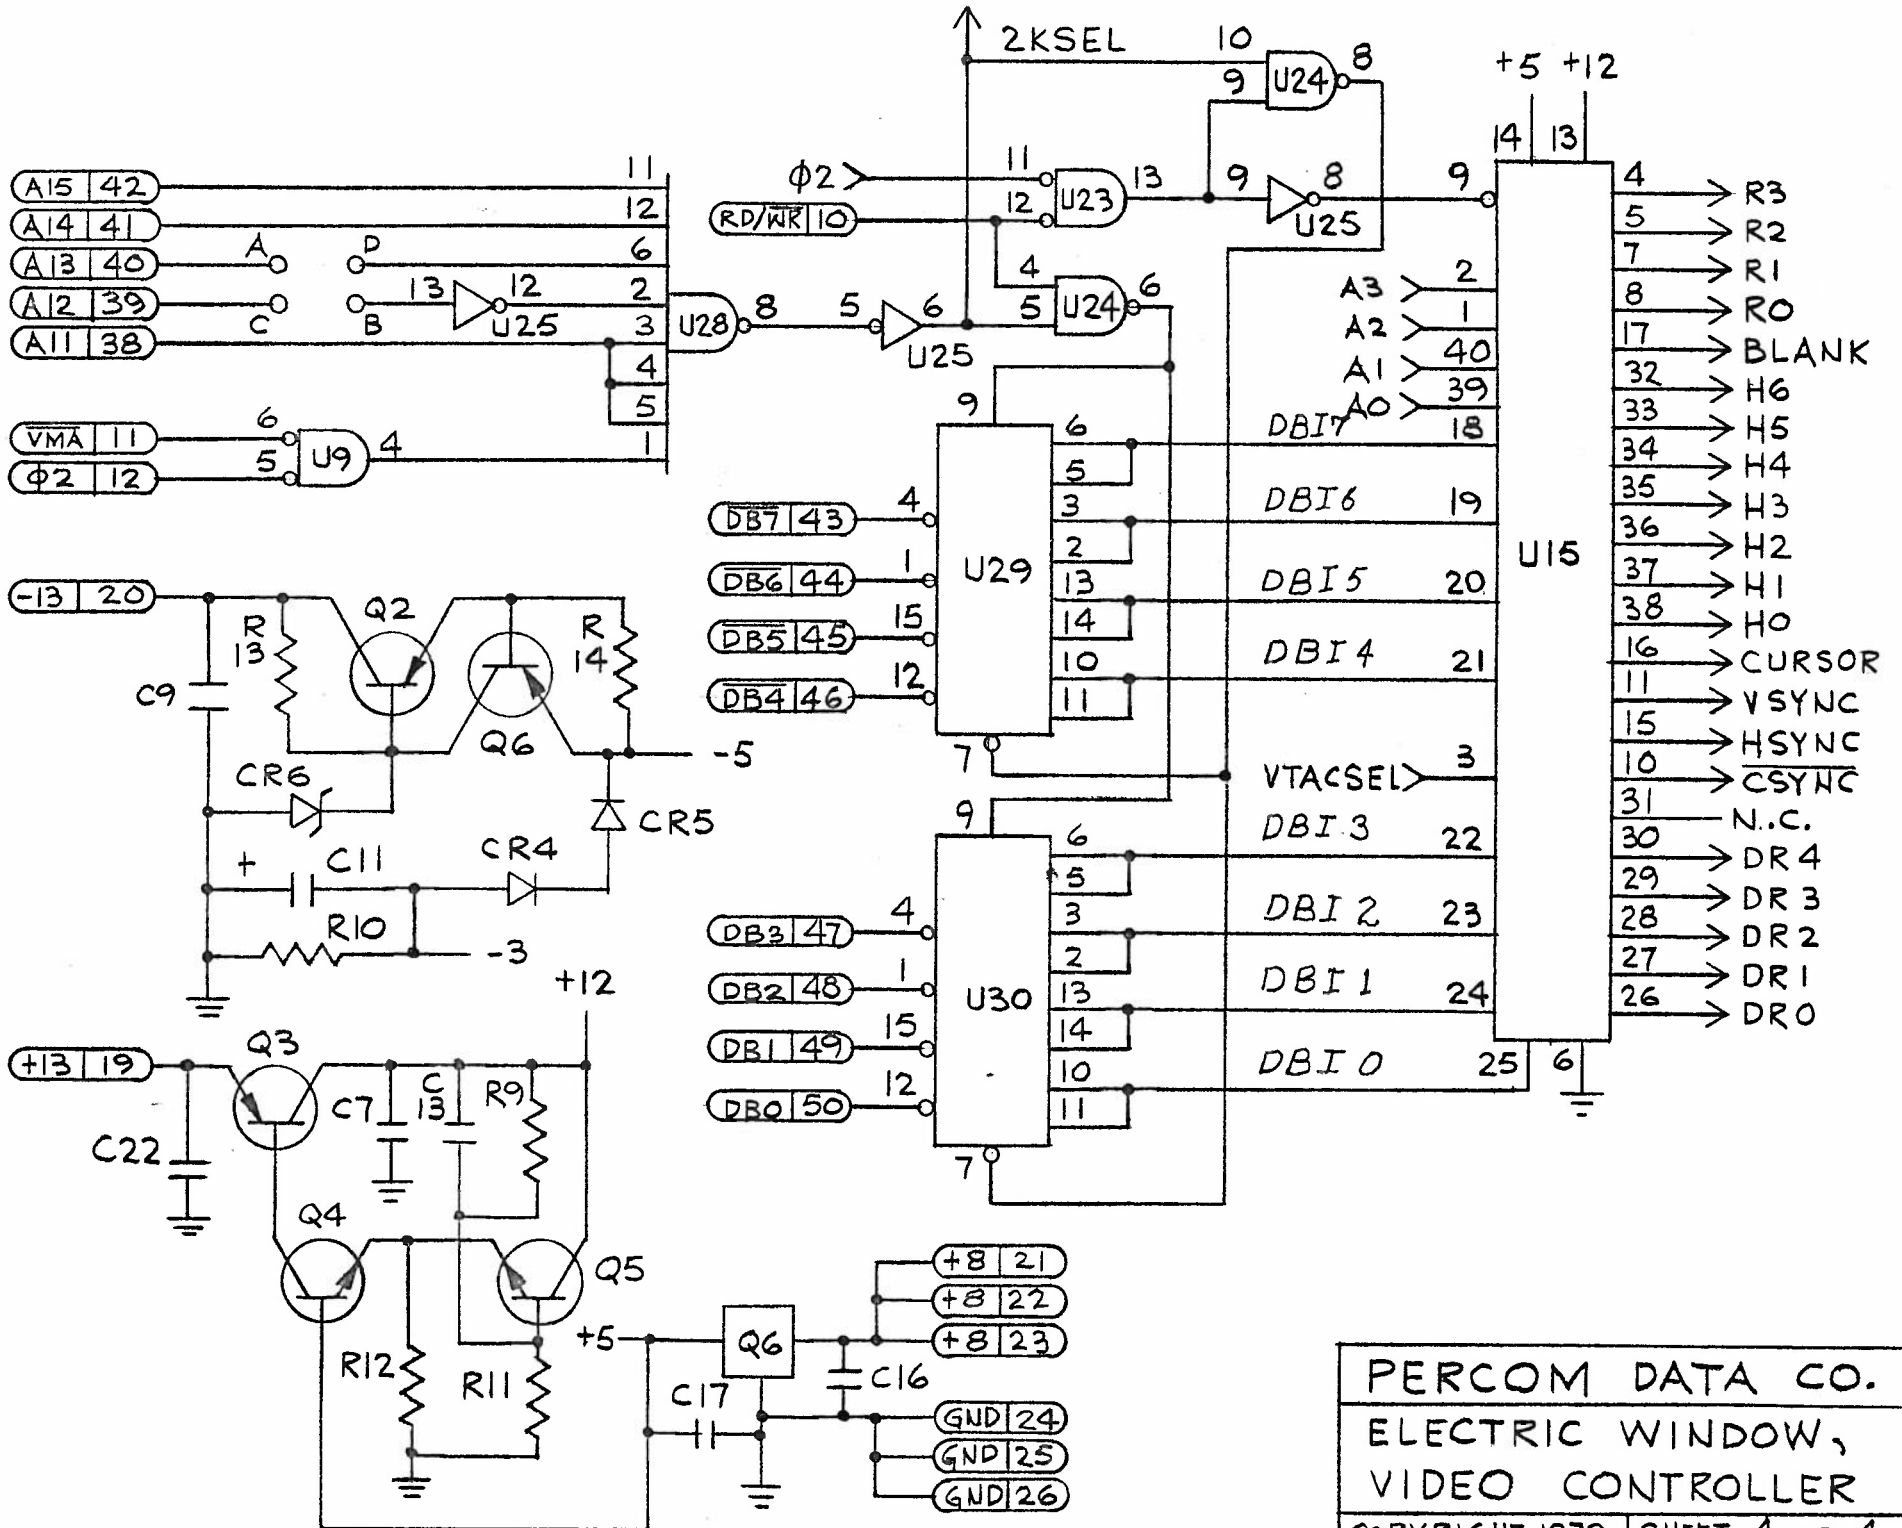 2KSEL
10
9
U24
8
+5 +12
14 13
A15 42
11
A14 41
12
A13 40
A
D
6
A12 39
C
B
13
U25
12
2
A11 38
3
4
5
1
U28
8
VMA 11
6
ϕ2 12
5
U9
4
ϕ2
11
RD/WR 10
12
U23
13
9
U25
8
9
4
5
U24
6
5
U25
6
A3
2
A2
1
A1
40
A0
39
U15
4 R3
5 R2
7 R1
8 R0
17 BLANK
32 H6
33 H5
34 H4
35 H3
36 H2
37 H1
38 H0
16 CURSOR
11 VSYNC
15 HSYNC
10 CSYNC
31 N.C.
30 DR4
29 DR3
28 DR2
27 DR1
26 DR0
9
U29
DB7 43
4
DB6 44
1
DB5 45
15
DB4 46
12
7
6
5
DBI7
18
3
2
DBI6
19
13
14
DBI5
20
10
11
DBI4
21
VTACSEL
3
9
U30
DB3 47
4
DB2 48
1
DB1 49
15
DB0 50
12
7
6
5
DBI3
22
3
2
DBI2
23
13
14
DBI1
24
10
11
DBI0
25
6
-13 20
C9
R
13
Q2
Q6
R
14
-5
CR6
CR5
+
C11
CR4
R10
-3
+12
+13 19
Q3
C22
C7
C
13
R9
Q4
Q5
R12
R11
+5
Q6
C17
C16
+8 21
+8 22
+8 23
GND 24
GND 25
GND 26
PERCOM DATA CO.
ELECTRIC WINDOW,
VIDEO CONTROLLER